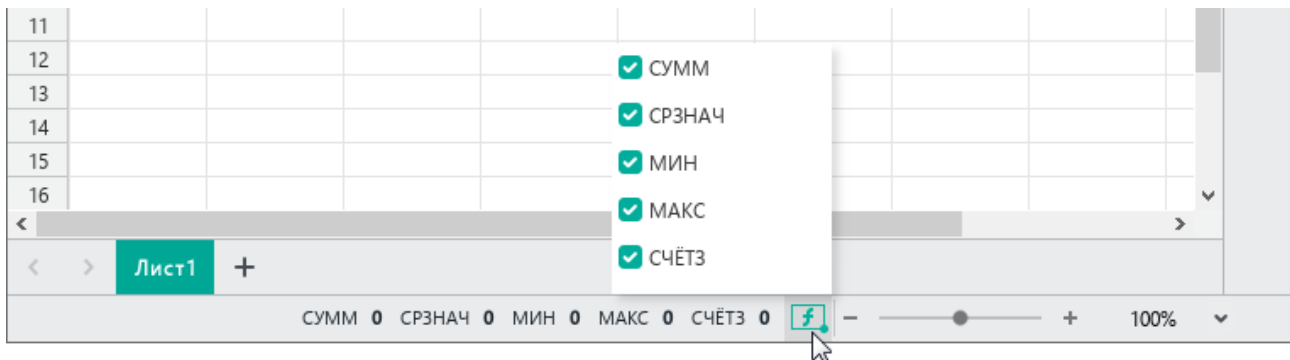 11
12
13
14
15
16
СУММ
СРЗНАЧ
МИН
МАКС
СЧЁТЗ
Лист1
СУММ 0 СРЗНАЧ 0 МИН 0 МАКС 0 СЧЁТЗ 0 100%